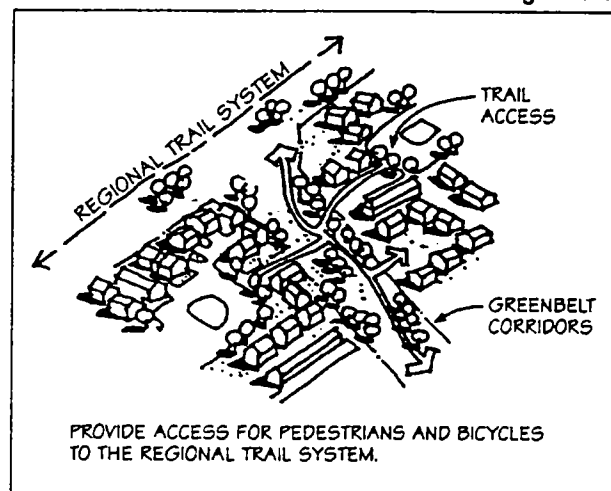 REGIONAL TRAIL SYSTEM
TRAIL
ACCESS
GREENBELT
CORRIDORS
PROVIDE ACCESS FOR PEDESTRIANS AND BICYCLES
TO THE REGIONAL TRAIL SYSTEM.